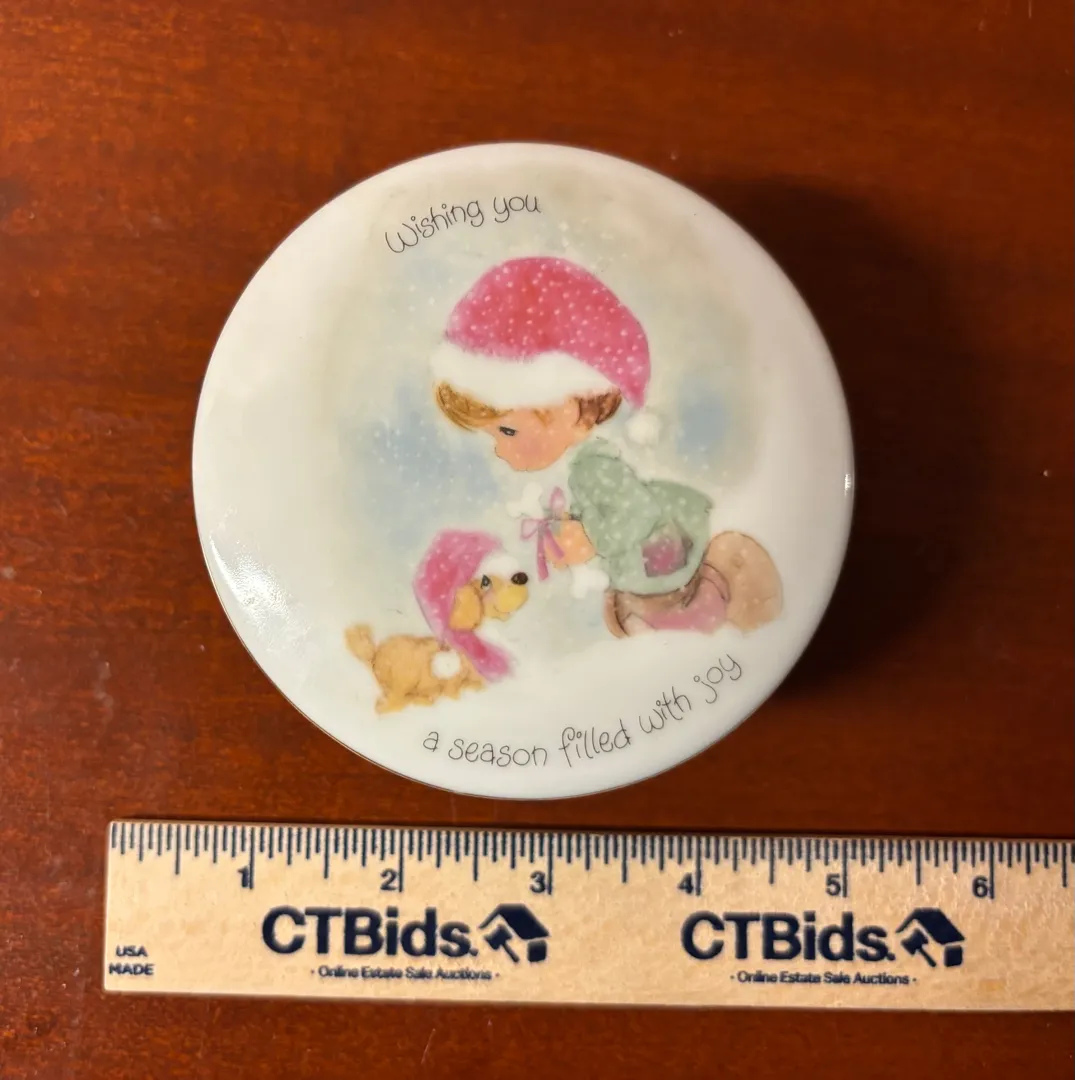 Wishing you
a season filled with joy
1 2 3 4 5 6
CTBids. CTBids.
USA
MADE
· Online Estate Sale Auctions · · Online Estate Sale Auctions ·